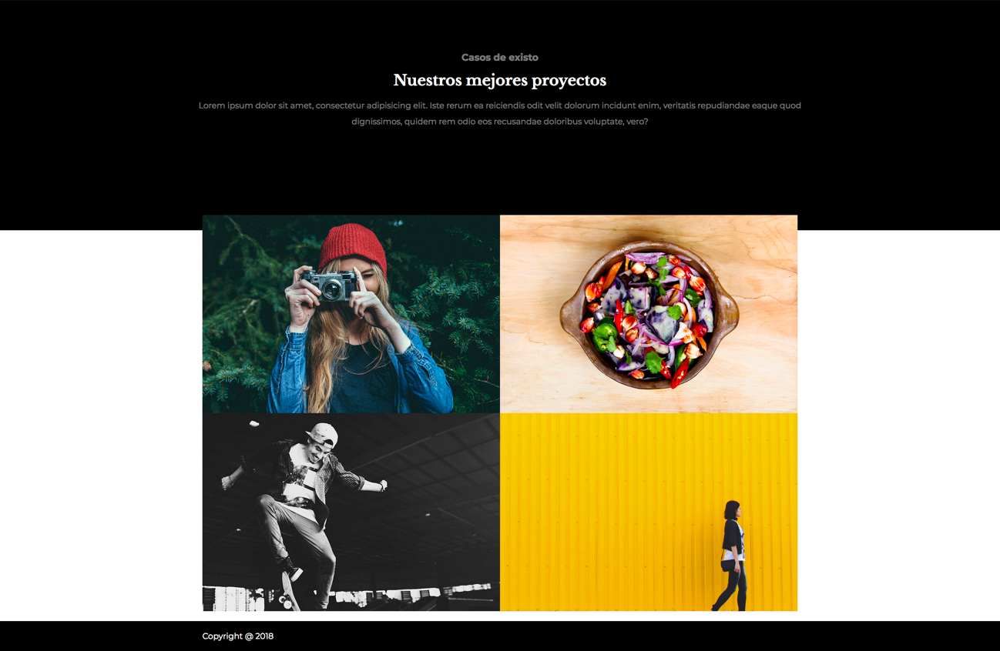 Casos de existo
Nuestros mejores proyectos
Lorem ipsum dolor sit amet, consectetur adipisicing elit. Iste rerum ea reiciendis odit velit dolorum incidunt enim, veritatis repudiandae eaque quod
dignissimos, quidem rem odio eos recusandae doloribus voluptate, vero?
Copyright @ 2018